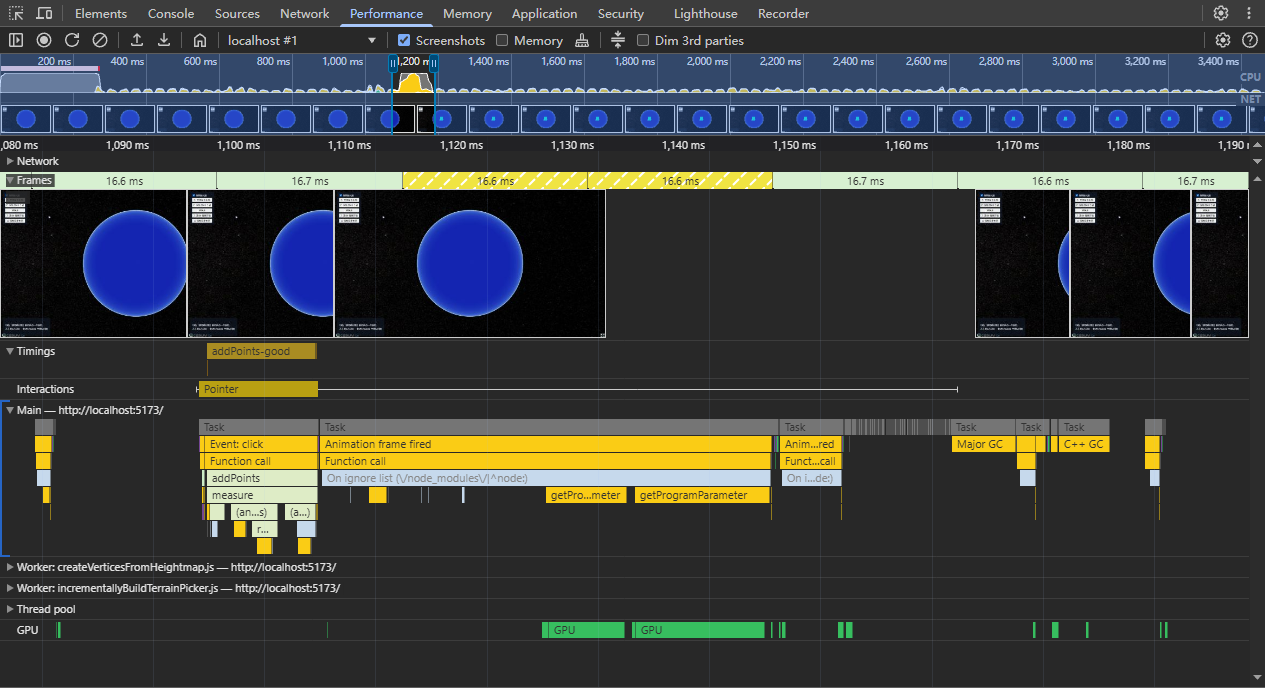 Elements Console Sources Network Performance Memory Application Security Lighthouse Recorder
localhost #1 Screenshots Memory Dim 3rd parties
200 ms 400 ms 600 ms 800 ms 1,000 ms 1,200 ms 1,400 ms 1,600 ms 1,800 ms 2,000 ms 2,200 ms 2,400 ms 2,600 ms 2,800 ms 3,000 ms 3,200 ms 3,400 ms
CPU
NET
,080 ms 1,090 ms 1,100 ms 1,110 ms 1,120 ms 1,130 ms 1,140 ms 1,150 ms 1,160 ms 1,170 ms 1,180 ms 1,190
Network
Frames 16.6 ms 16.7 ms 16.6 ms 16.6 ms 16.7 ms 16.6 ms 16.7 ms
Timings addPoints-good
Interactions Pointer
Main — http://localhost:5173/
Task Task Task Task Task Task
Event: click Animation frame fired Anim...red Major GC C++ GC
Function call Function call Funct...call
addPoints On ignore list (\/node_modules\/|^node:) On i...de:)
measure getPro...meter getProgramParameter
(an...s) (a...)
r...
Worker: createVerticesFromHeightmap.js — http://localhost:5173/
Worker: incrementallyBuildTerrainPicker.js — http://localhost:5173/
Thread pool
GPU GPU GPU